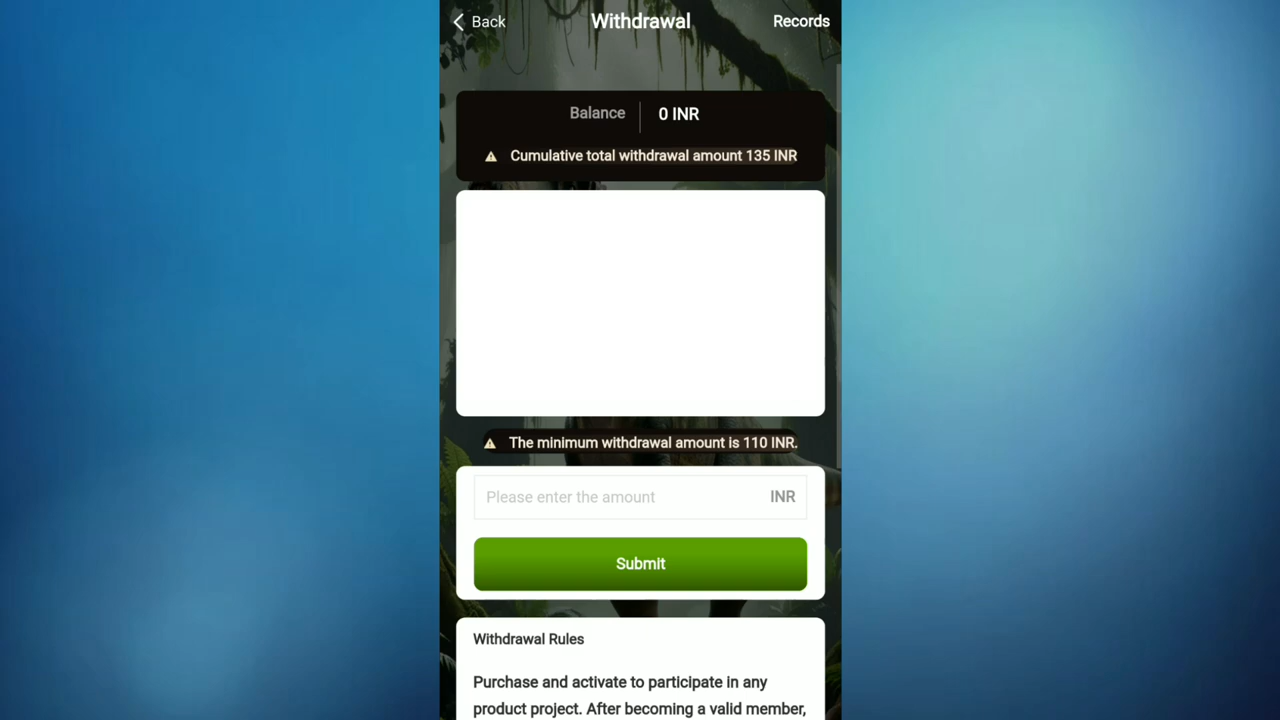 Back
Withdrawal
Records
Balance
0 INR
Cumulative total withdrawal amount 135 INR
The minimum withdrawal amount is 110 INR.
Please enter the amount
INR
Submit
Withdrawal Rules
Purchase and activate to participate in any
product project. After becoming a valid member,